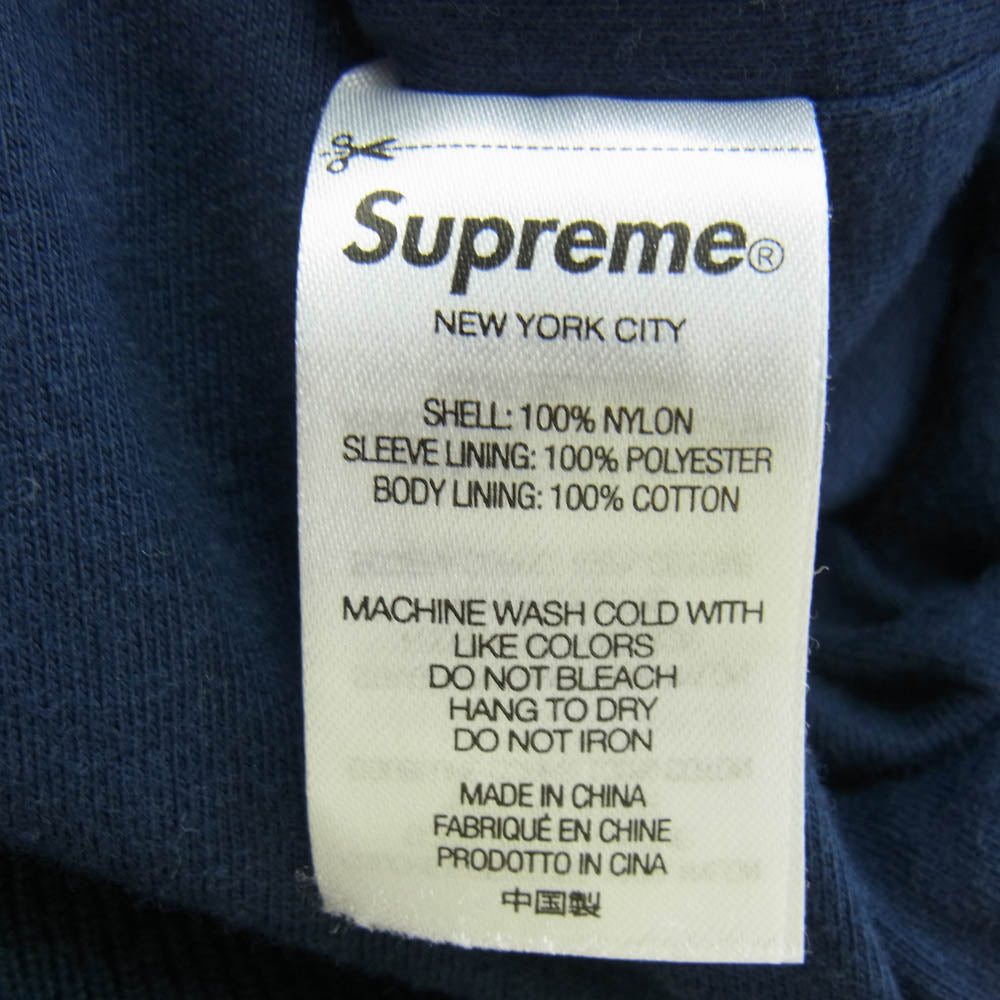 Supreme®
NEW YORK CITY
SHELL: 100% NYLON
SLEEVE LINING: 100% POLYESTER
BODY LINING: 100% COTTON
MACHINE WASH COLD WITH
LIKE COLORS
DO NOT BLEACH
HANG TO DRY
DO NOT IRON
MADE IN CHINA
FABRIQUÉ EN CHINE
PRODOTTO IN CINA
中国製